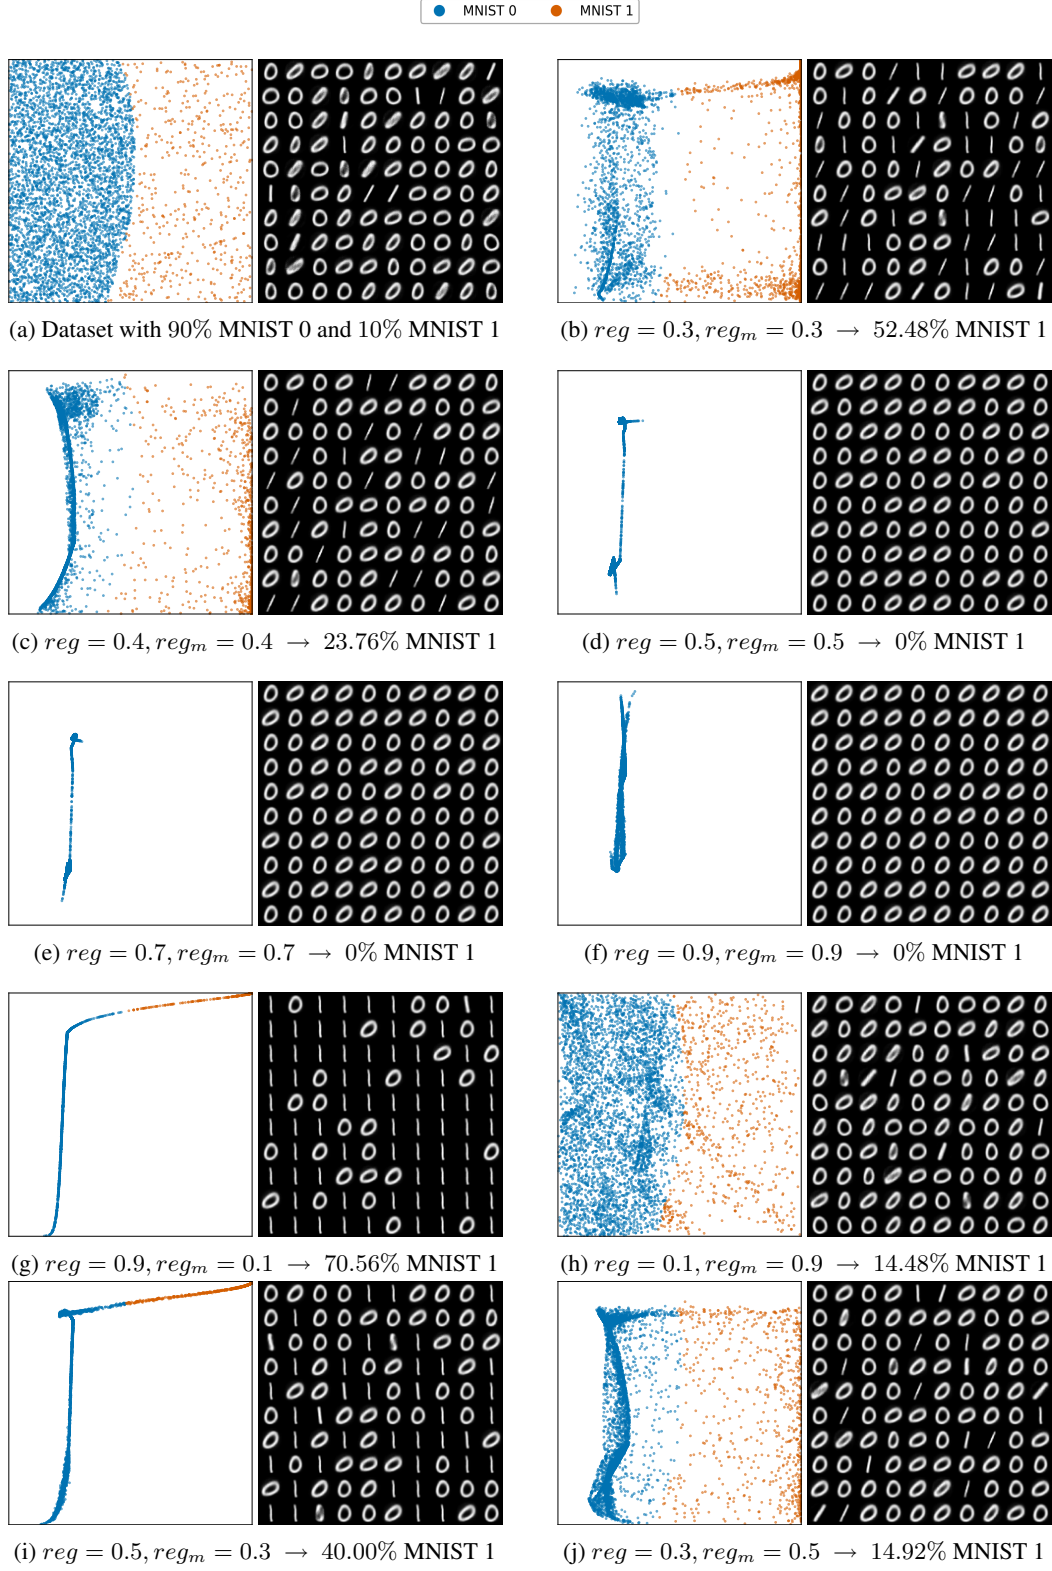 MNIST 0 MNIST 1
(a) Dataset with 90% MNIST 0 and 10% MNIST 1
(b) reg = 0.3, reg_m = 0.3 → 52.48% MNIST 1
(c) reg = 0.4, reg_m = 0.4 → 23.76% MNIST 1
(d) reg = 0.5, reg_m = 0.5 → 0% MNIST 1
(e) reg = 0.7, reg_m = 0.7 → 0% MNIST 1
(f) reg = 0.9, reg_m = 0.9 → 0% MNIST 1
(g) reg = 0.9, reg_m = 0.1 → 70.56% MNIST 1
(h) reg = 0.1, reg_m = 0.9 → 14.48% MNIST 1
(i) reg = 0.5, reg_m = 0.3 → 40.00% MNIST 1
(j) reg = 0.3, reg_m = 0.5 → 14.92% MNIST 1